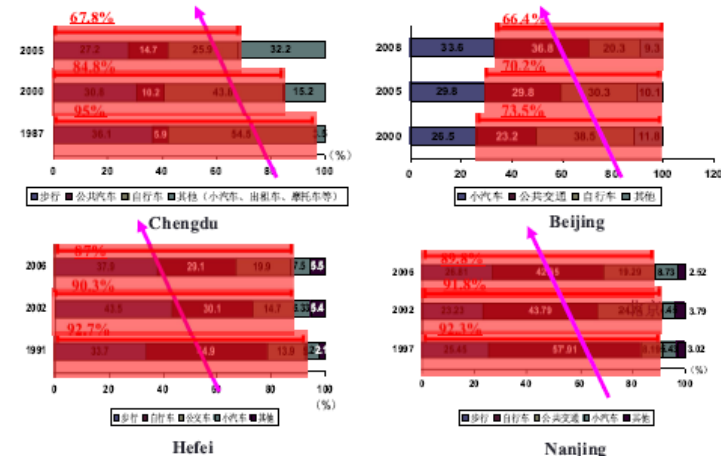 67.8%
2005 27.2 14.7 25.9 32.2
84.8%
2000 30.8 10.2 43.8 15.2
95%
1987 36.1 5.9 54.5 3.5
0 20 40 60 80 100 (%)
步行 公共汽车 自行车 其他（小汽车、出租车、摩托车等）
Chengdu
66.4%
2008 33.6 36.8 20.3 9.3
70.2%
2005 29.8 29.8 30.3 10.1
73.5%
2000 26.5 23.2 38.5 11.8
0 20 40 60 80 100 120
小汽车 公共交通 自行车 其他
Beijing
87%
2006 37.9 29.1 19.9 7.5 5.5
90.3%
2002 43.5 30.1 14.7 5.4
92.7%
1991 33.7 13.9
0 20 40 60 80 100
(%)
步行 自行车 公交车 小汽车 其他
Hefei
89.8%
2006 19.29 8.73 2.52
91.8%
2002 23.23 43.79 3.79
92.3%
1997 25.45 57.91 3.02
0 20 40 60 80 100 (%)
步行 自行车 公共交通 小汽车 其他
Nanjing